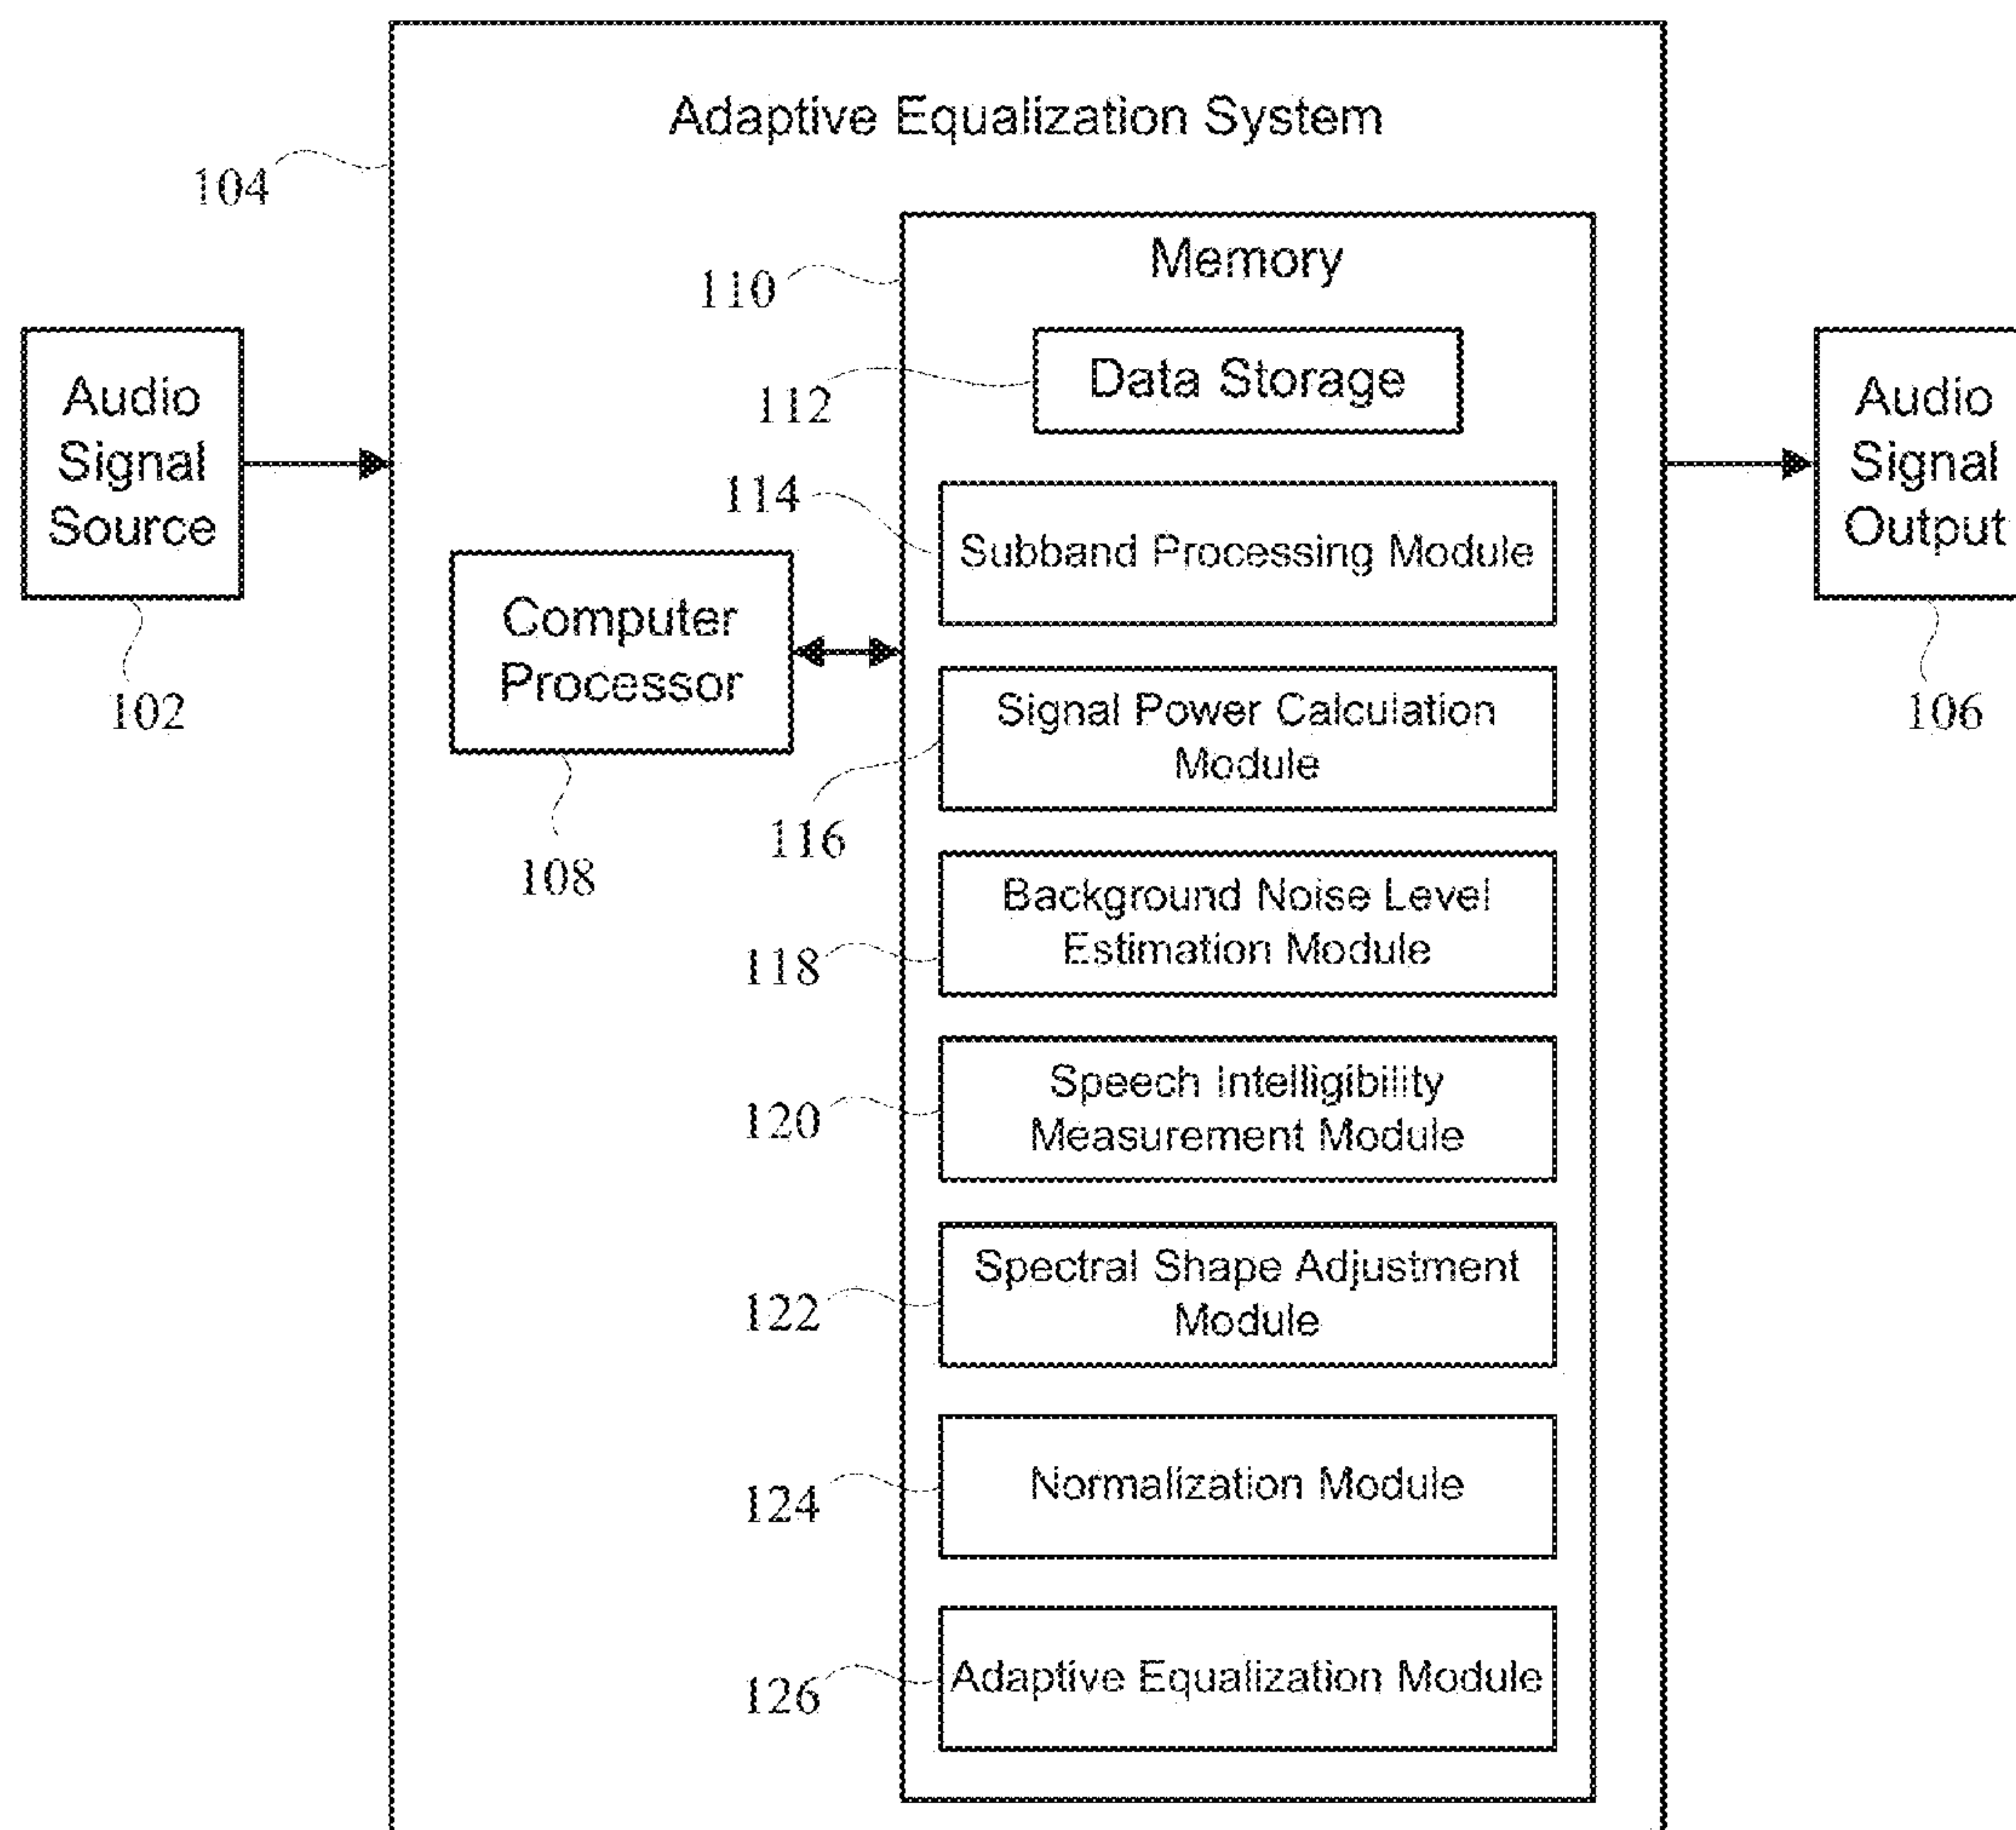 Adaptive Equalization System
104
110
Memory
Audio
Signal
Source
102
112
Data Storage
Audio
Signal
Output
106
114
Subband Processing Module
Computer
Processor
108
Signal Power Calculation
Module
116
Background Noise Level
Estimation Module
118
Speech Intelligibility
Measurement Module
120
Spectral Shape Adjustment
Module
122
Normalization Module
124
Adaptive Equalization Module
126